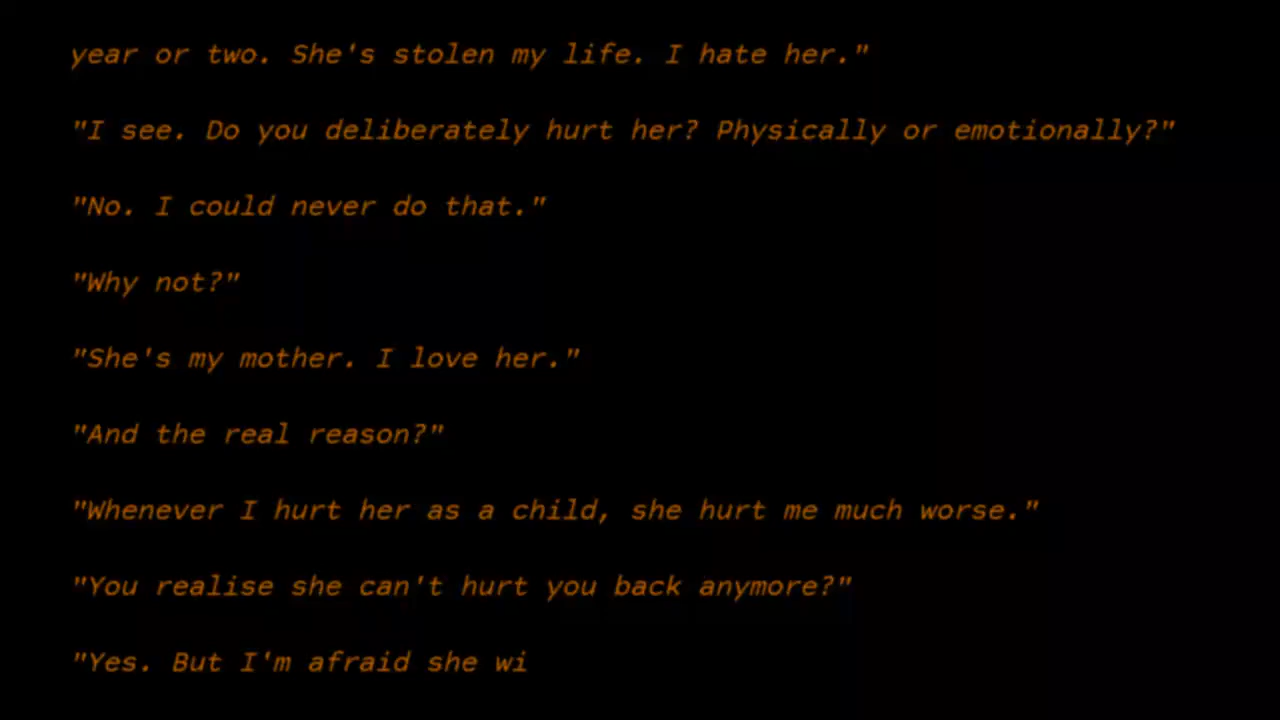 year or two. She's stolen my life. I hate her."
"I see. Do you deliberately hurt her? Physically or emotionally?"
"No. I could never do that."
"Why not?"
"She's my mother. I love her."
"And the real reason?"
"Whenever I hurt her as a child, she hurt me much worse."
"You realise she can't hurt you back anymore?"
"Yes. But I'm afraid she wi